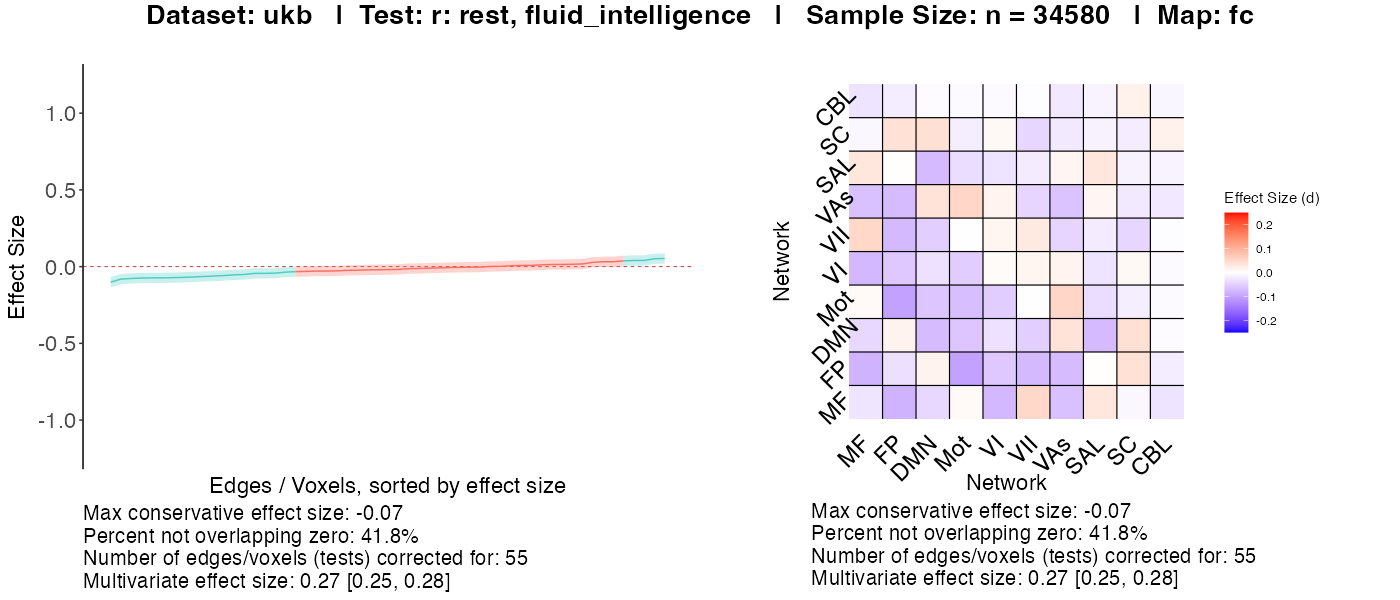 Dataset: ukb | Test: r: rest, fluid_intelligence | Sample Size: n = 34580 | Map: fc
Effect Size
1.0
0.5
0.0
-0.5
-1.0
Edges / Voxels, sorted by effect size
Max conservative effect size: -0.07
Percent not overlapping zero: 41.8%
Number of edges/voxels (tests) corrected for: 55
Multivariate effect size: 0.27 [0.25, 0.28]
Network
CBL
SC
SAL
VAs
VII
VI
Mot
DMN
FP
MF
MF FP DMN Mot VI VII VAs SAL SC CBL
Network
Effect Size (d)
0.2
0.1
0.0
-0.1
-0.2
Max conservative effect size: -0.07
Percent not overlapping zero: 41.8%
Number of edges/voxels (tests) corrected for: 55
Multivariate effect size: 0.27 [0.25, 0.28]